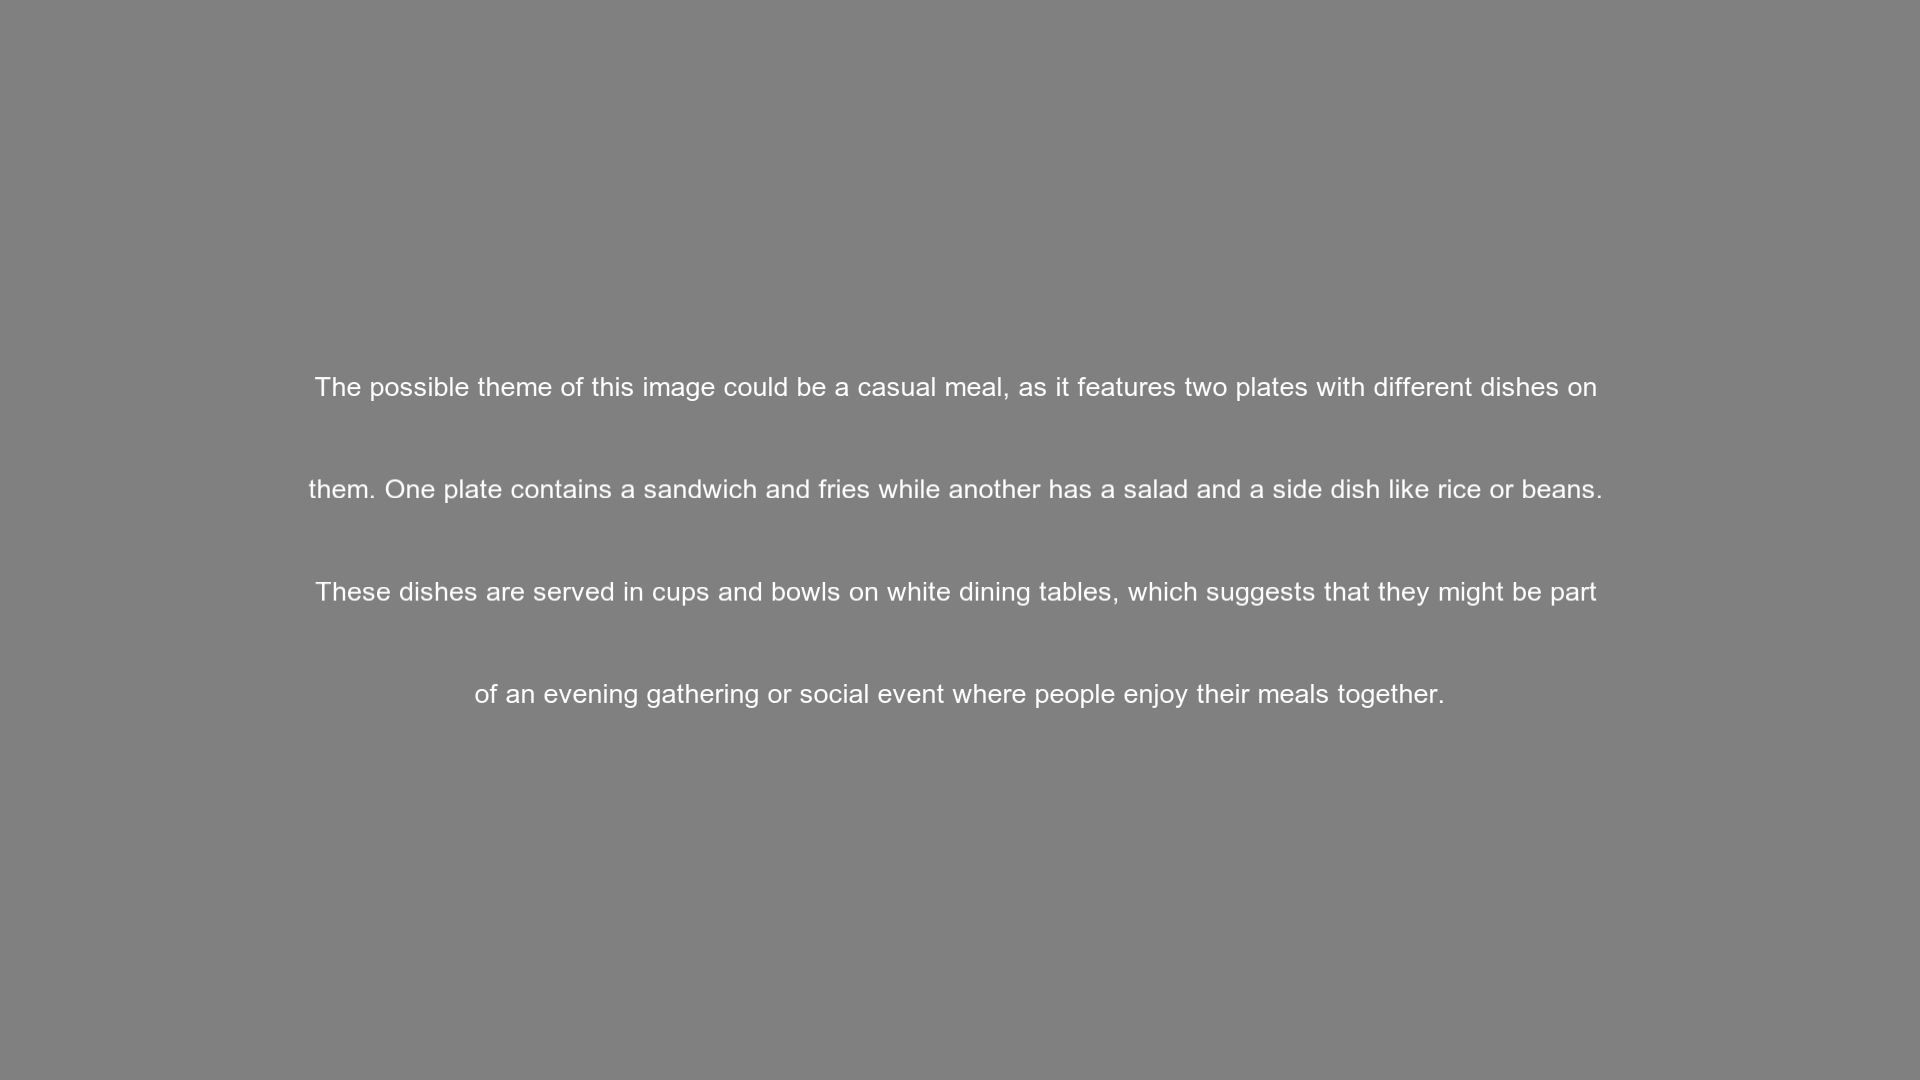 The possible theme of this image could be a casual meal, as it features two plates with different dishes on
them. One plate contains a sandwich and fries while another has a salad and a side dish like rice or beans.
These dishes are served in cups and bowls on white dining tables, which suggests that they might be part
of an evening gathering or social event where people enjoy their meals together.